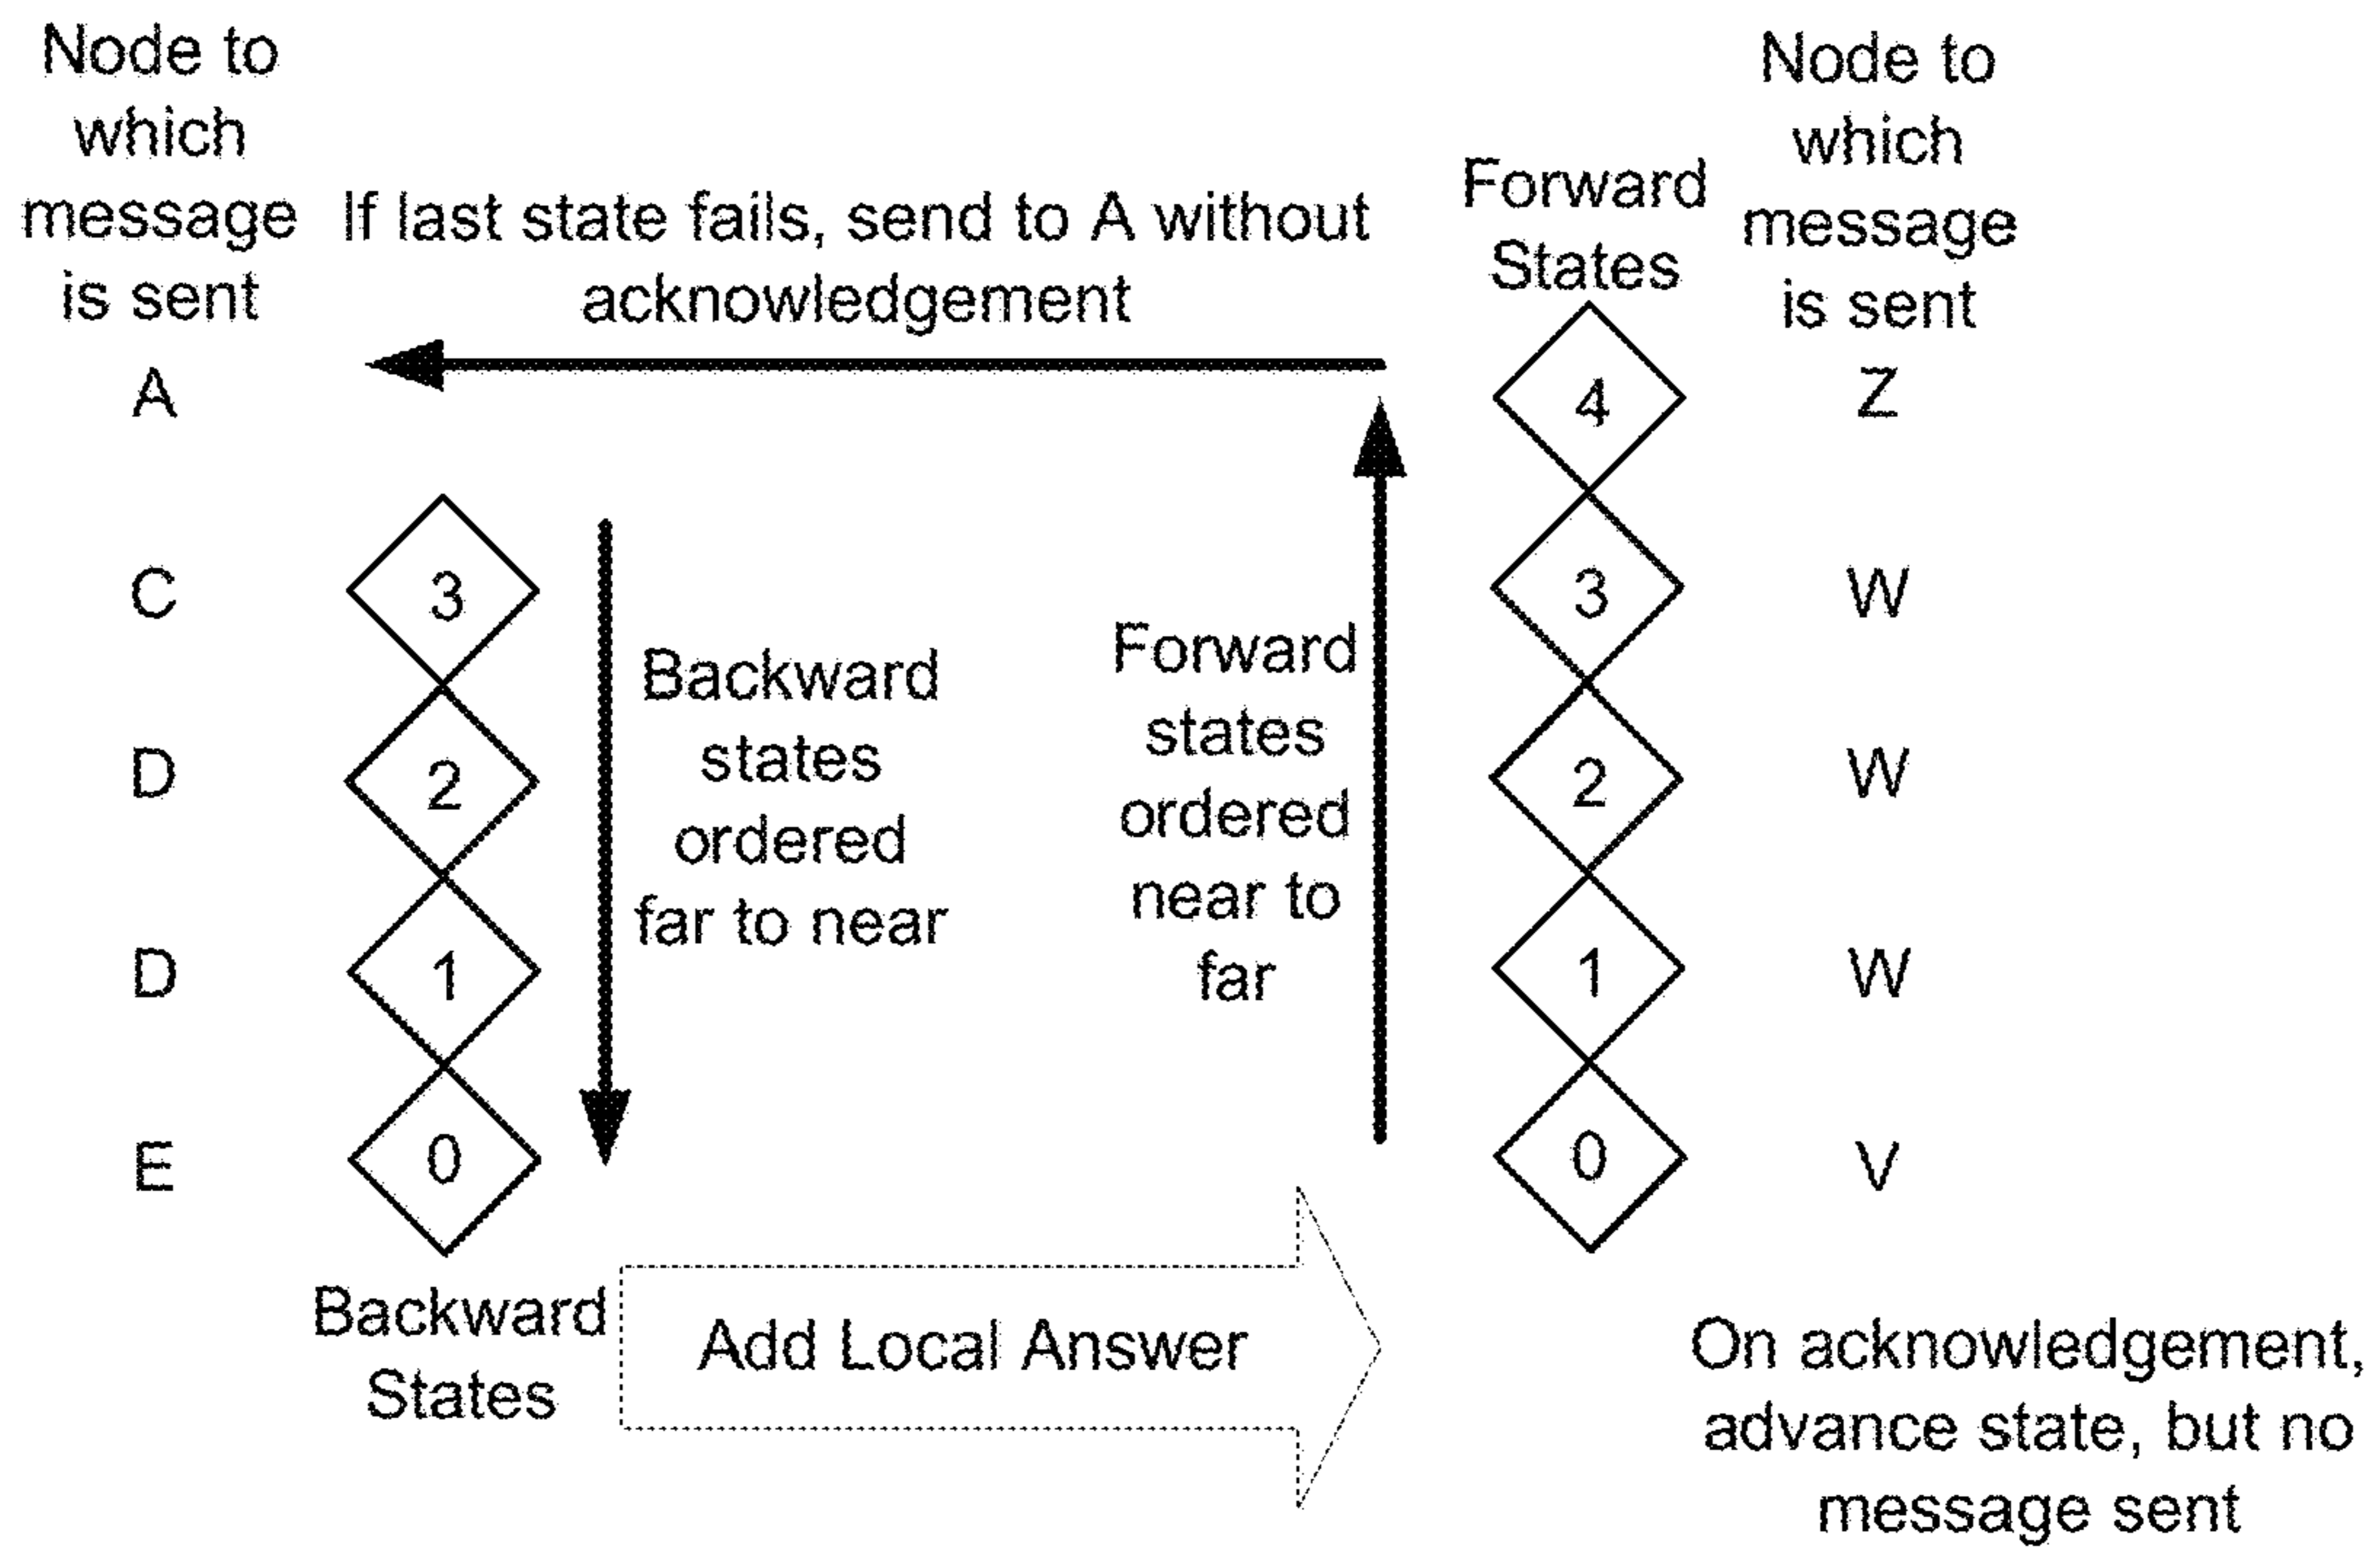 Node to
which
message
is sent
If last state fails, send to A without
acknowledgement
Forward
States
Node to
which
message
is sent
A
4
Z
C
3
3
W
D
2
2
W
D
1
1
W
E
0
0
V
Backward
states
ordered
far to near
Forward
states
ordered
near to
far
Backward
States
Add Local Answer
On acknowledgement,
advance state, but no
message sent